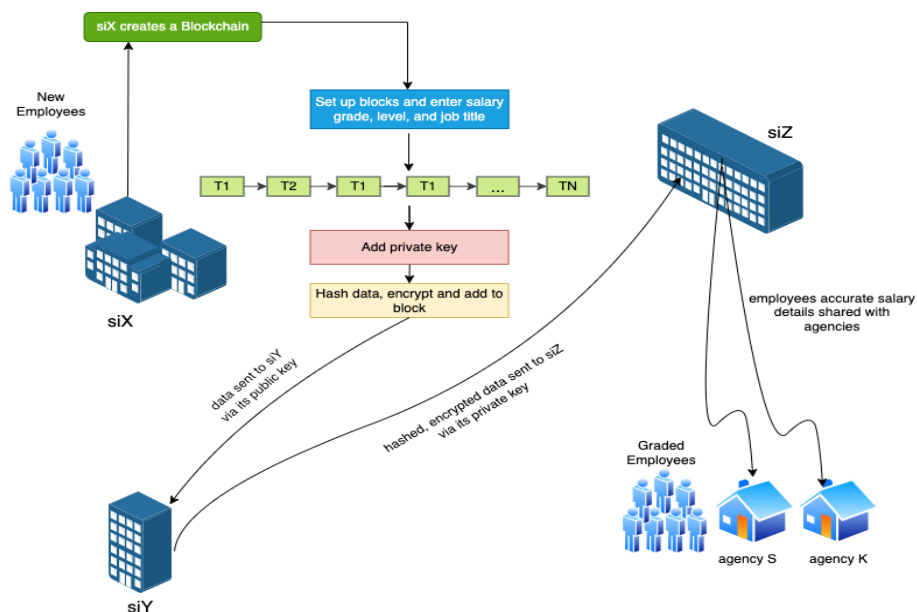 siX creates a Blockchain
New
Employees
Set up blocks and enter salary
grade, level, and job title
siZ
T1
T2
T1
T1
...
TN
Add private key
siX
Hash data, encrypt and add to
block
employees accurate salary
details shared with
agencies
data sent to siY
via its public key
hashed, encrypted data sent to siZ
via its private key
Graded
Employees
agency S
agency K
siY